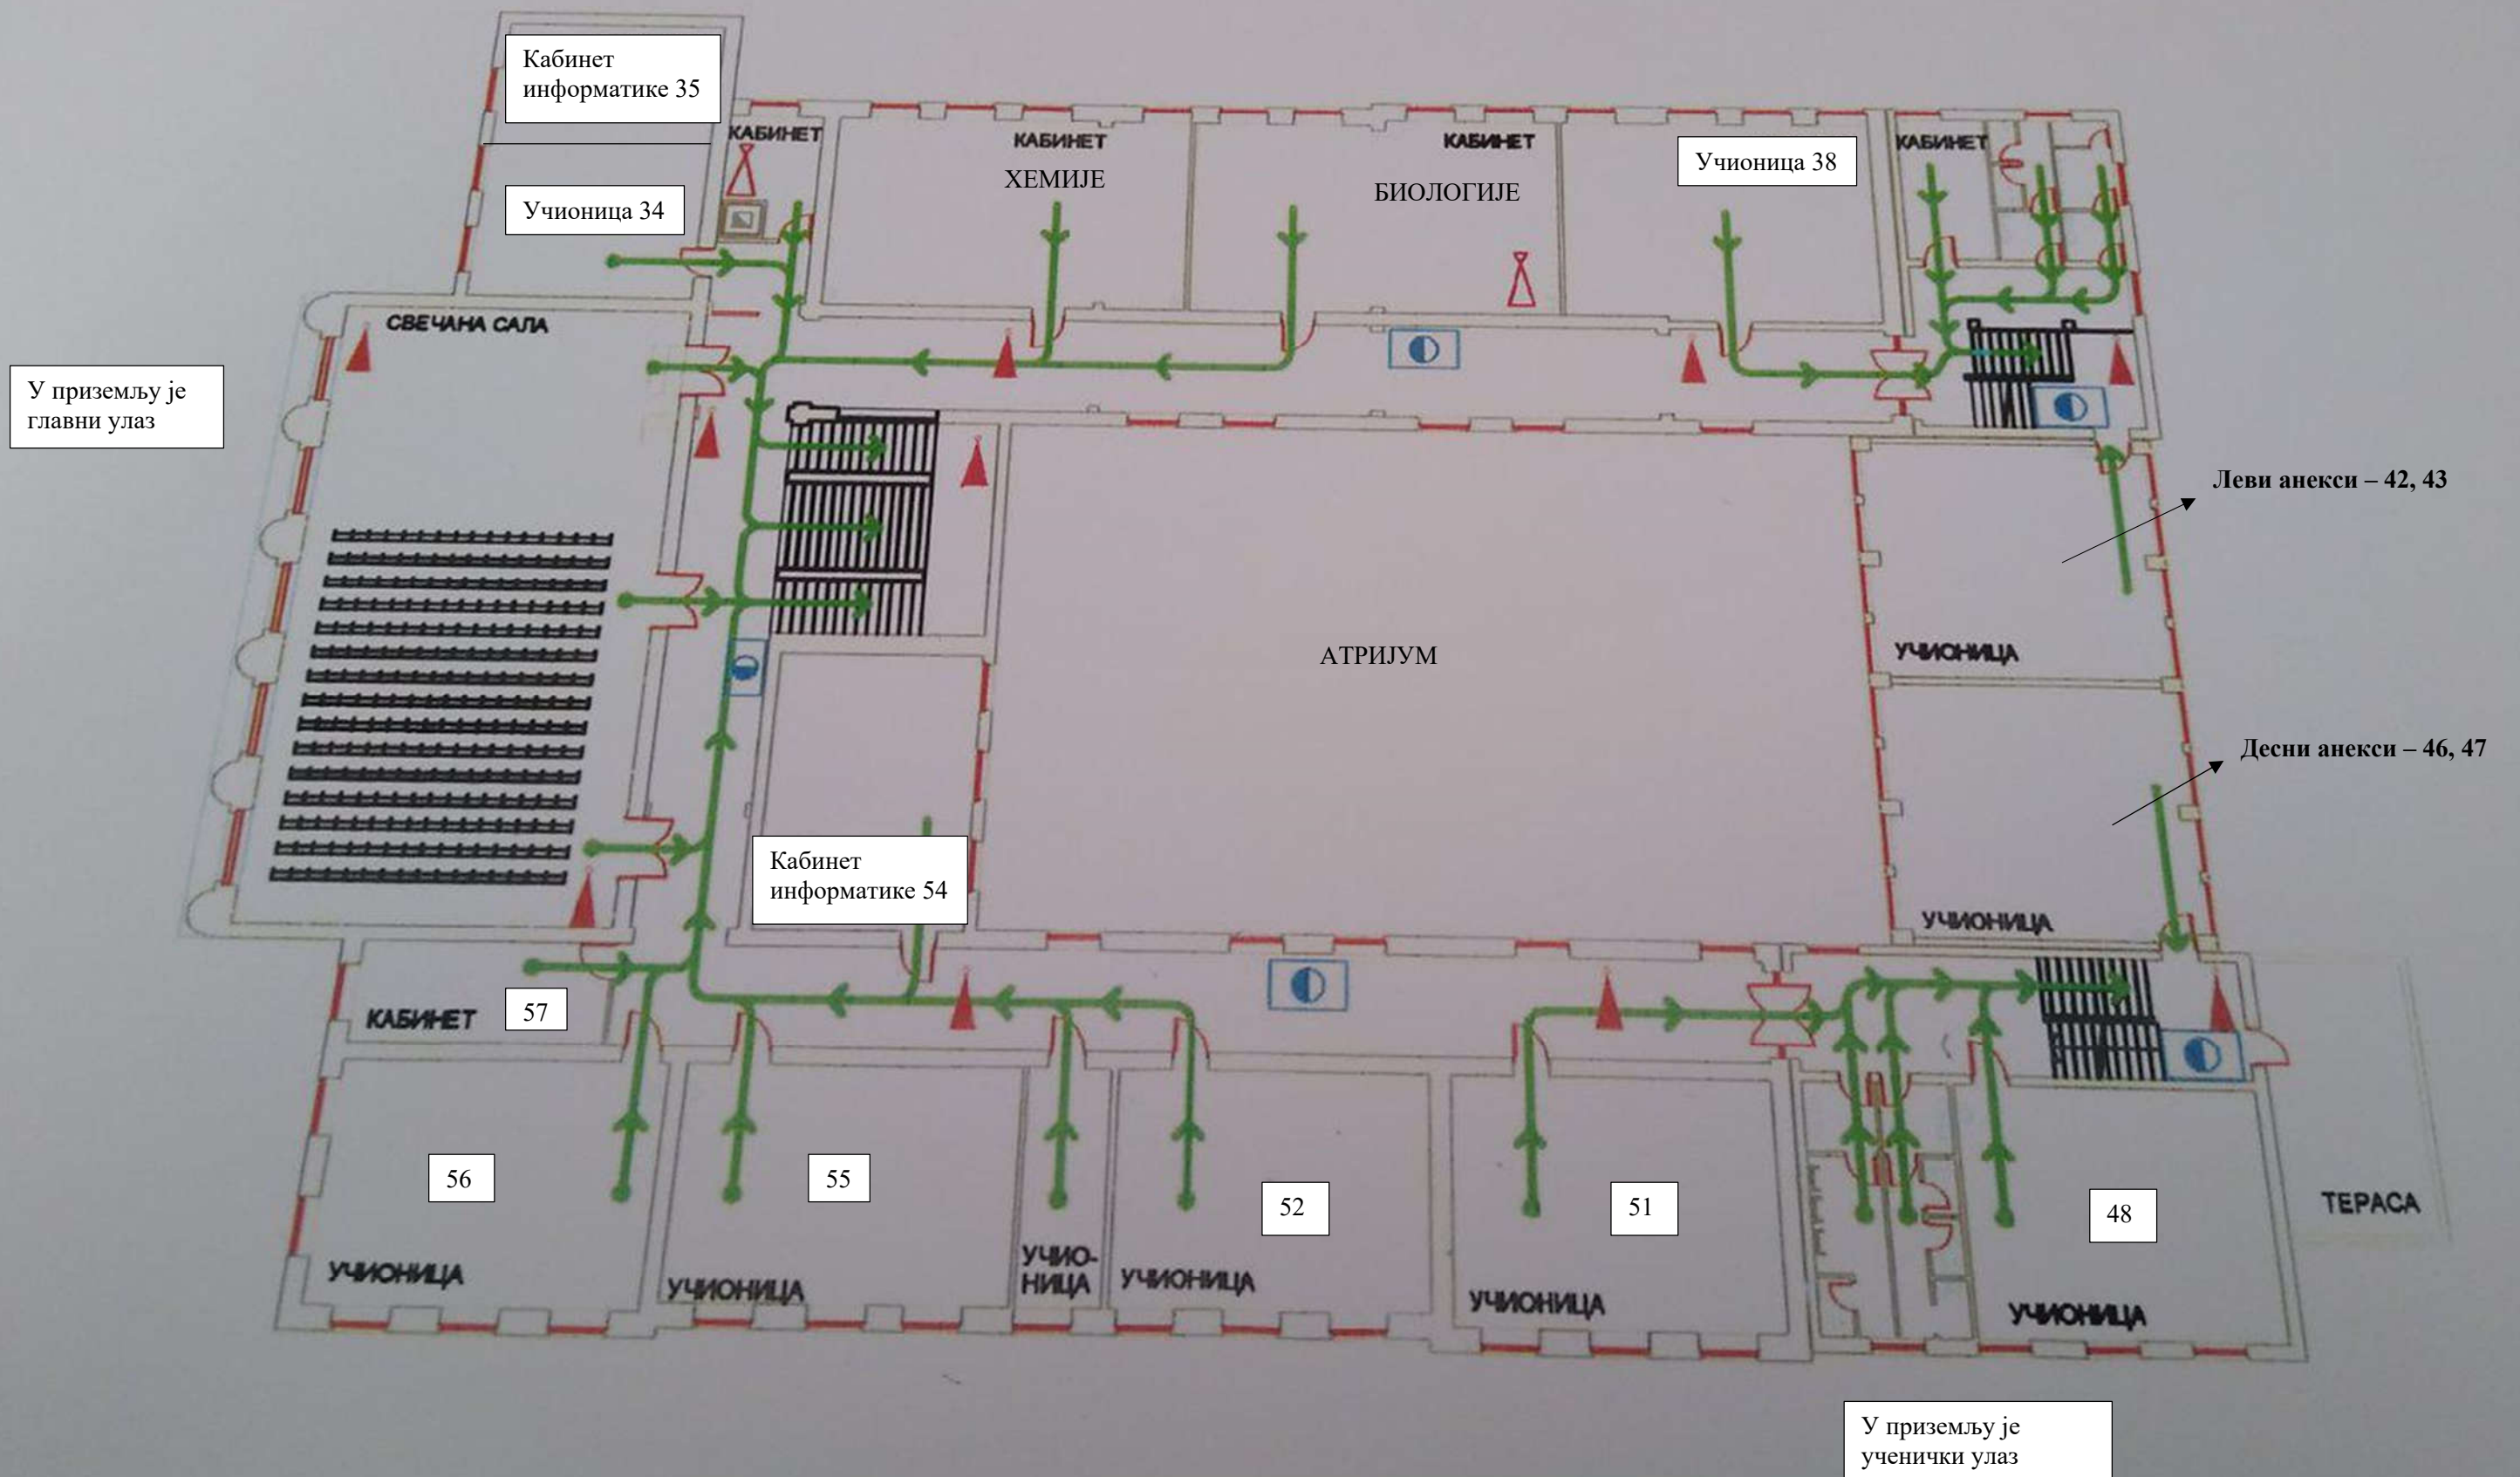 Кабинет
информатике 35
КАБИНЕТ
КАБИНЕТ
ХЕМИЈЕ
КАБИНЕТ
БИОЛОГИЈЕ
Учионица 38
КАБИНЕТ
Учионица 34
СВЕЧАНА САЛА
У приземљу је
главни улаз
Леви анекси – 42, 43
УЧИОНИЦА
АТРИЈУМ
Десни анекси – 46, 47
Кабинет
информатике 54
УЧИОНИЦА
57
КАБИНЕТ
56
55
52
51
48
ТЕРАСА
УЧИОНИЦА
УЧИОНИЦА
УЧИО-
НИЦА
УЧИОНИЦА
УЧИОНИЦА
УЧИОНИЦА
У приземљу је
ученички улаз